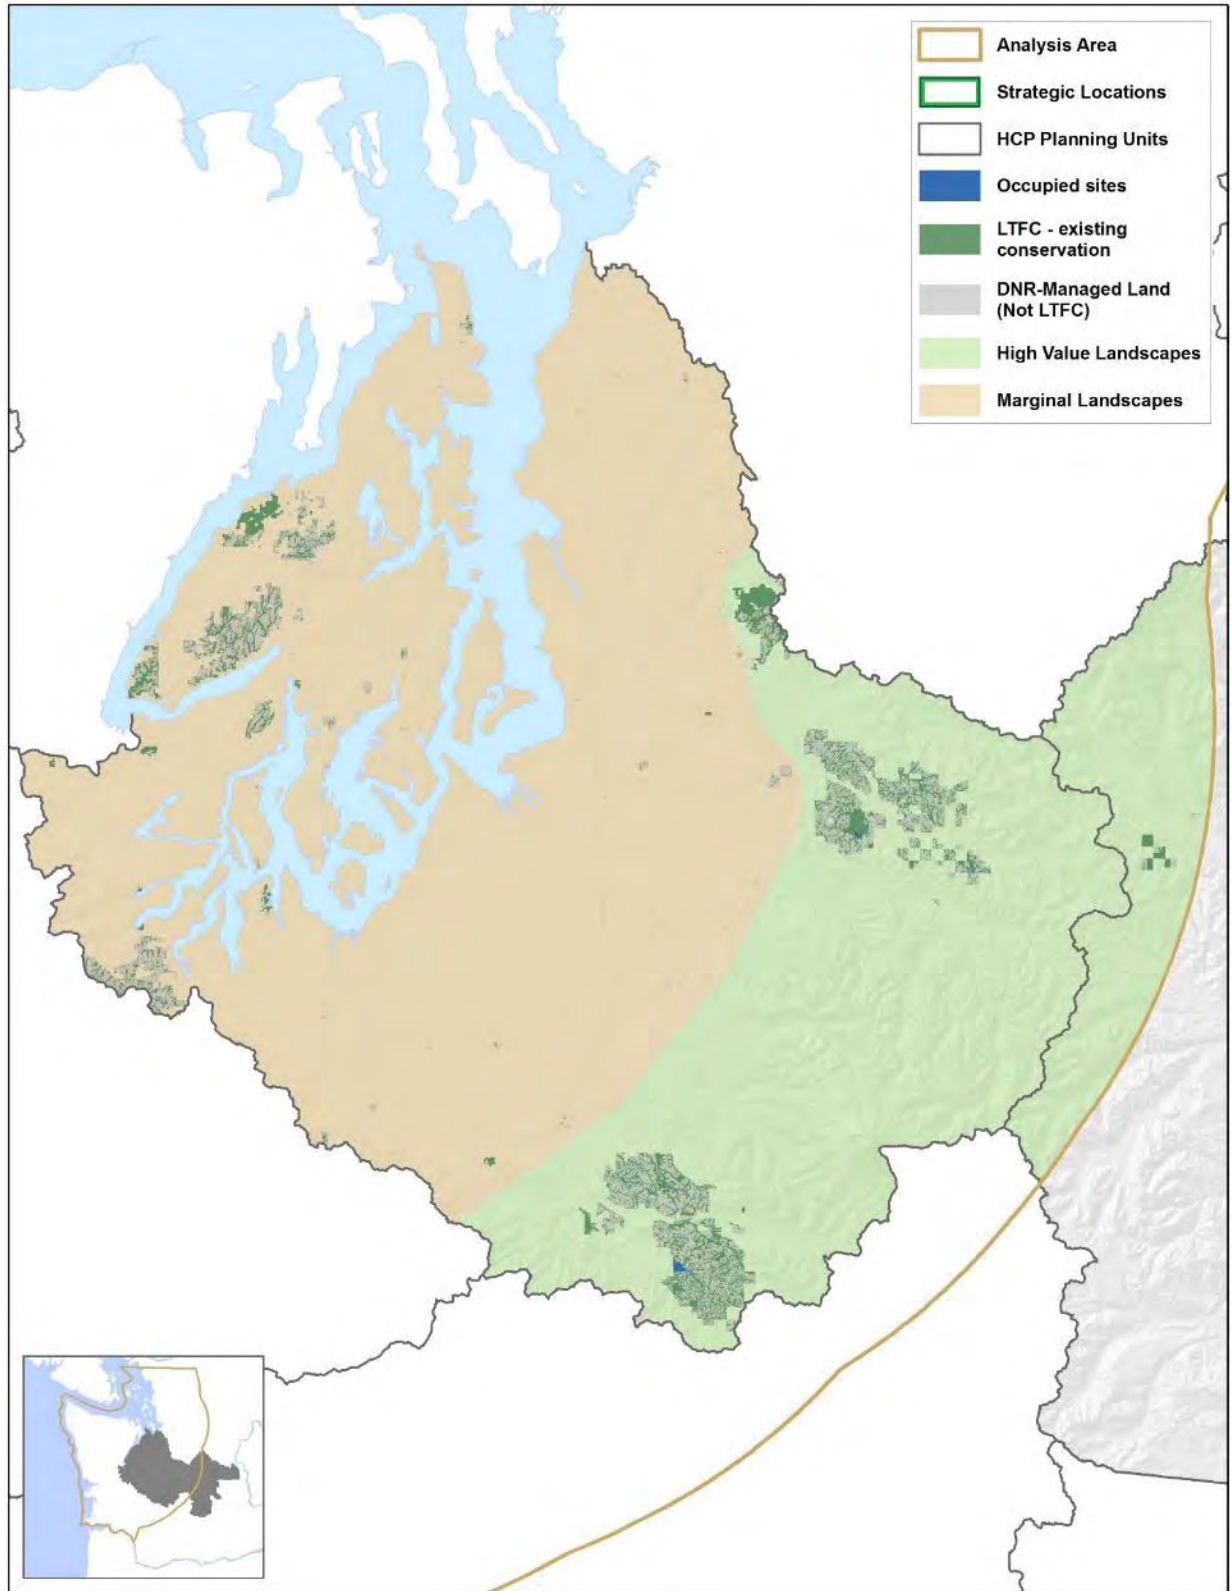 Analysis Area
Strategic Locations
HCP Planning Units
Occupied sites
LTFC - existing
conservation
DNR-Managed Land
(Not LTFC)
High Value Landscapes
Marginal Landscapes